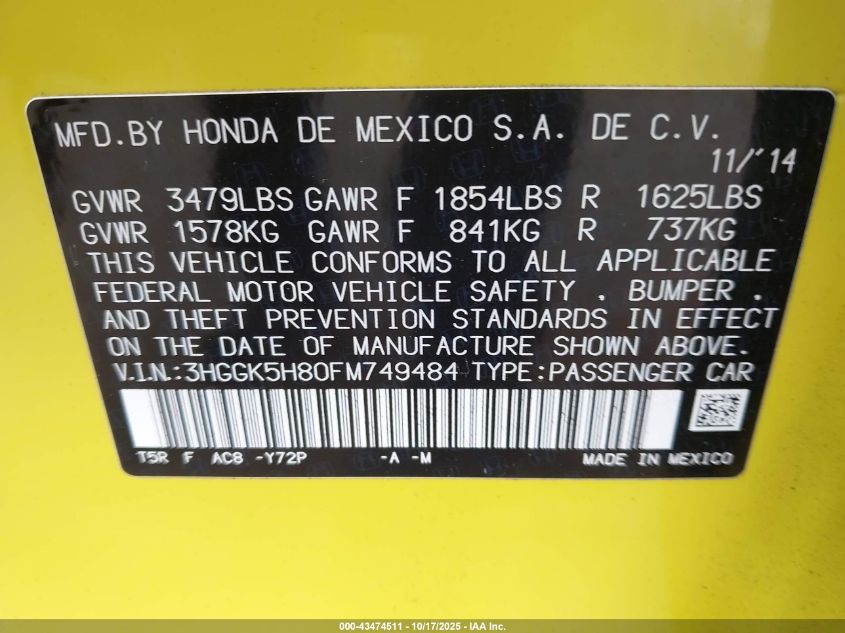 MFD.BY HONDA DE MEXICO S.A. DE C.V.
11/'14
GVWR 3479LBS GAWR F 1854LBS R 1625LBS
GVWR 1578KG GAWR F 841KG R 737KG
THIS VEHICLE CONFORMS TO ALL APPLICABLE
FEDERAL MOTOR VEHICLE SAFETY . BUMPER .
AND THEFT PREVENTION STANDARDS IN EFFECT
ON THE DATE OF MANUFACTURE SHOWN ABOVE.
V.I.N.:3HGGK5H80FM749484 TYPE:PASSENGER CAR
T5R F AC8 -Y72P -A -M MADE IN MEXICO
000-43474511 | 10/17/2025 - IAA Inc.